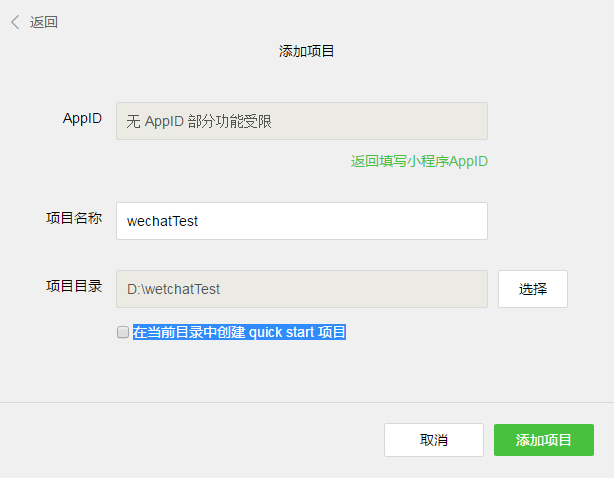 返回
添加项目
AppID
无 AppID 部分功能受限
返回填写小程序AppID
项目名称
wechatTest
项目目录
D:\wetchatTest
选择
在当前目录中创建 quick start 项目
取消
添加项目